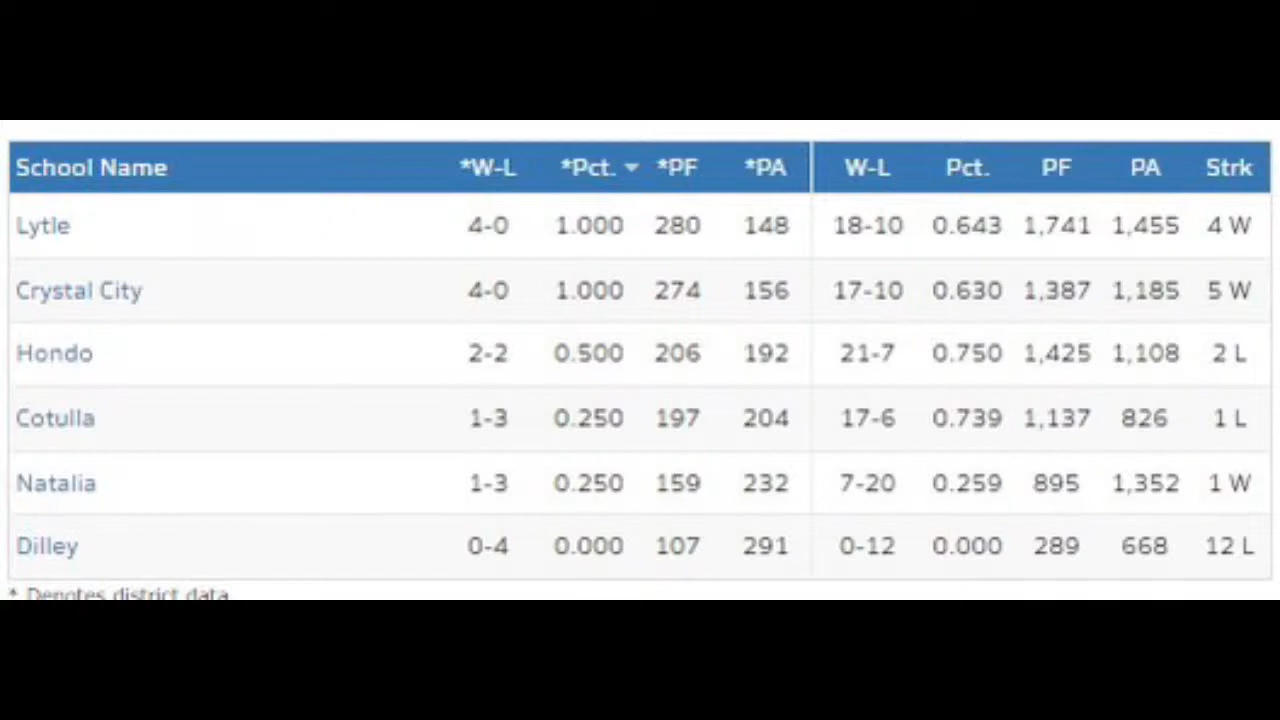 School Name *W-L *Pct. *PF *PA W-L Pct. PF PA Strk
Lytle 4-0 1.000 280 148 18-10 0.643 1,741 1,455 4 W
Crystal City 4-0 1.000 274 156 17-10 0.630 1,387 1,185 5 W
Hondo 2-2 0.500 206 192 21-7 0.750 1,425 1,108 2 L
Cotulla 1-3 0.250 197 204 17-6 0.739 1,137 826 1 L
Natalia 1-3 0.250 159 232 7-20 0.259 895 1,352 1 W
Dilley 0-4 0.000 107 291 0-12 0.000 289 668 12 L
* Denotes district data